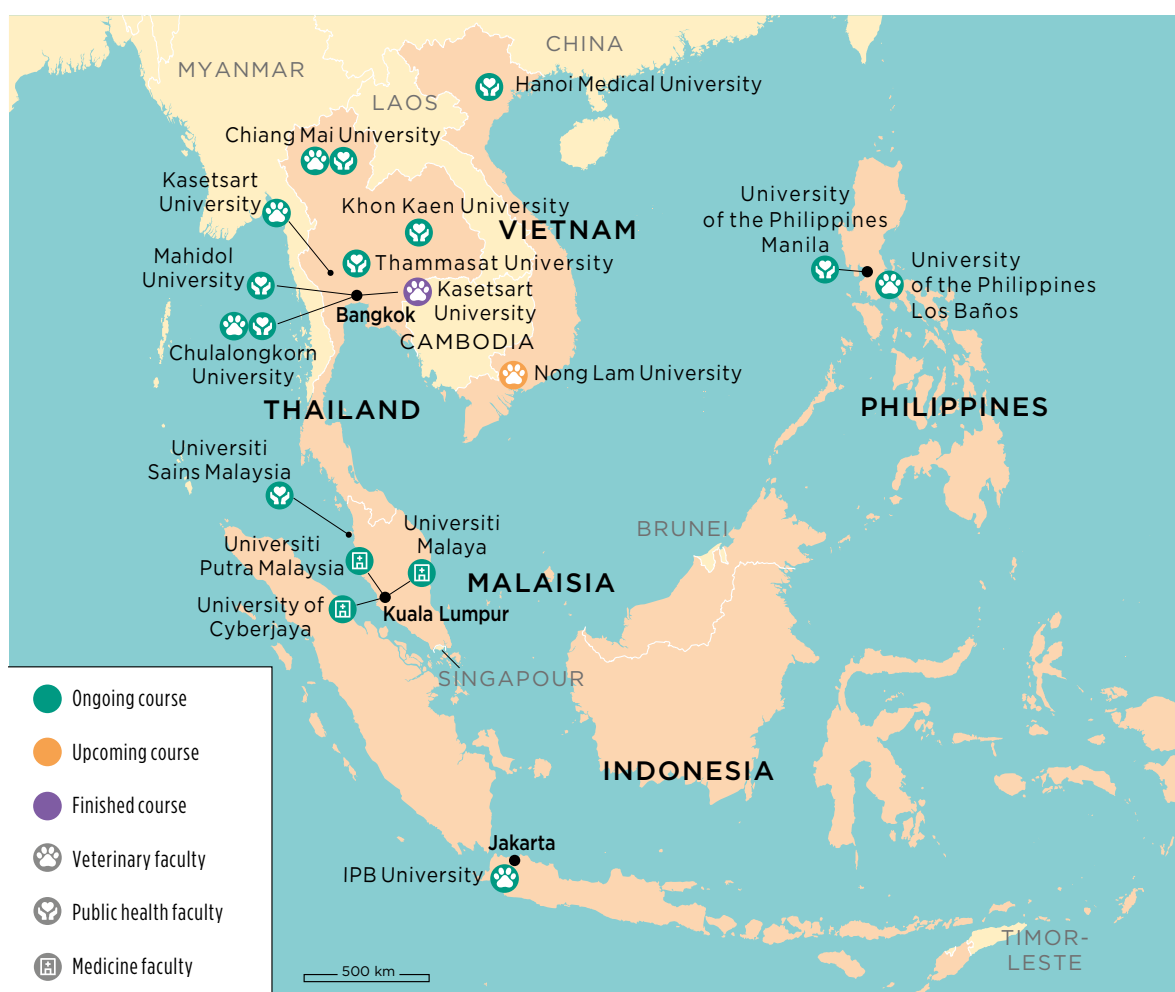 CHINA
MYANMAR
Hanoi Medical University
LAOS
Chiang Mai University
Kasetsart
University
Khon Kaen University
VIETNAM
University
of the Philippines
Manila
Mahidol
University
Thammasat University
University
of the Philippines
Los Baños
Kasetsart
University
Bangkok
CAMBODIA
Chulalongkorn
University
Nong Lam University
THAILAND
PHILIPPINES
Universiti
Sains Malaysia
Universiti
Malaya
BRUNEI
Universiti
Putra Malaysia
MALAISIA
University of
Cyberjaya
Kuala Lumpur
SINGAPOUR
INDONESIA
Jakarta
IPB University
TIMOR-
LESTE
Ongoing course
Upcoming course
Finished course
Veterinary faculty
Public health faculty
Medicine faculty
500 km